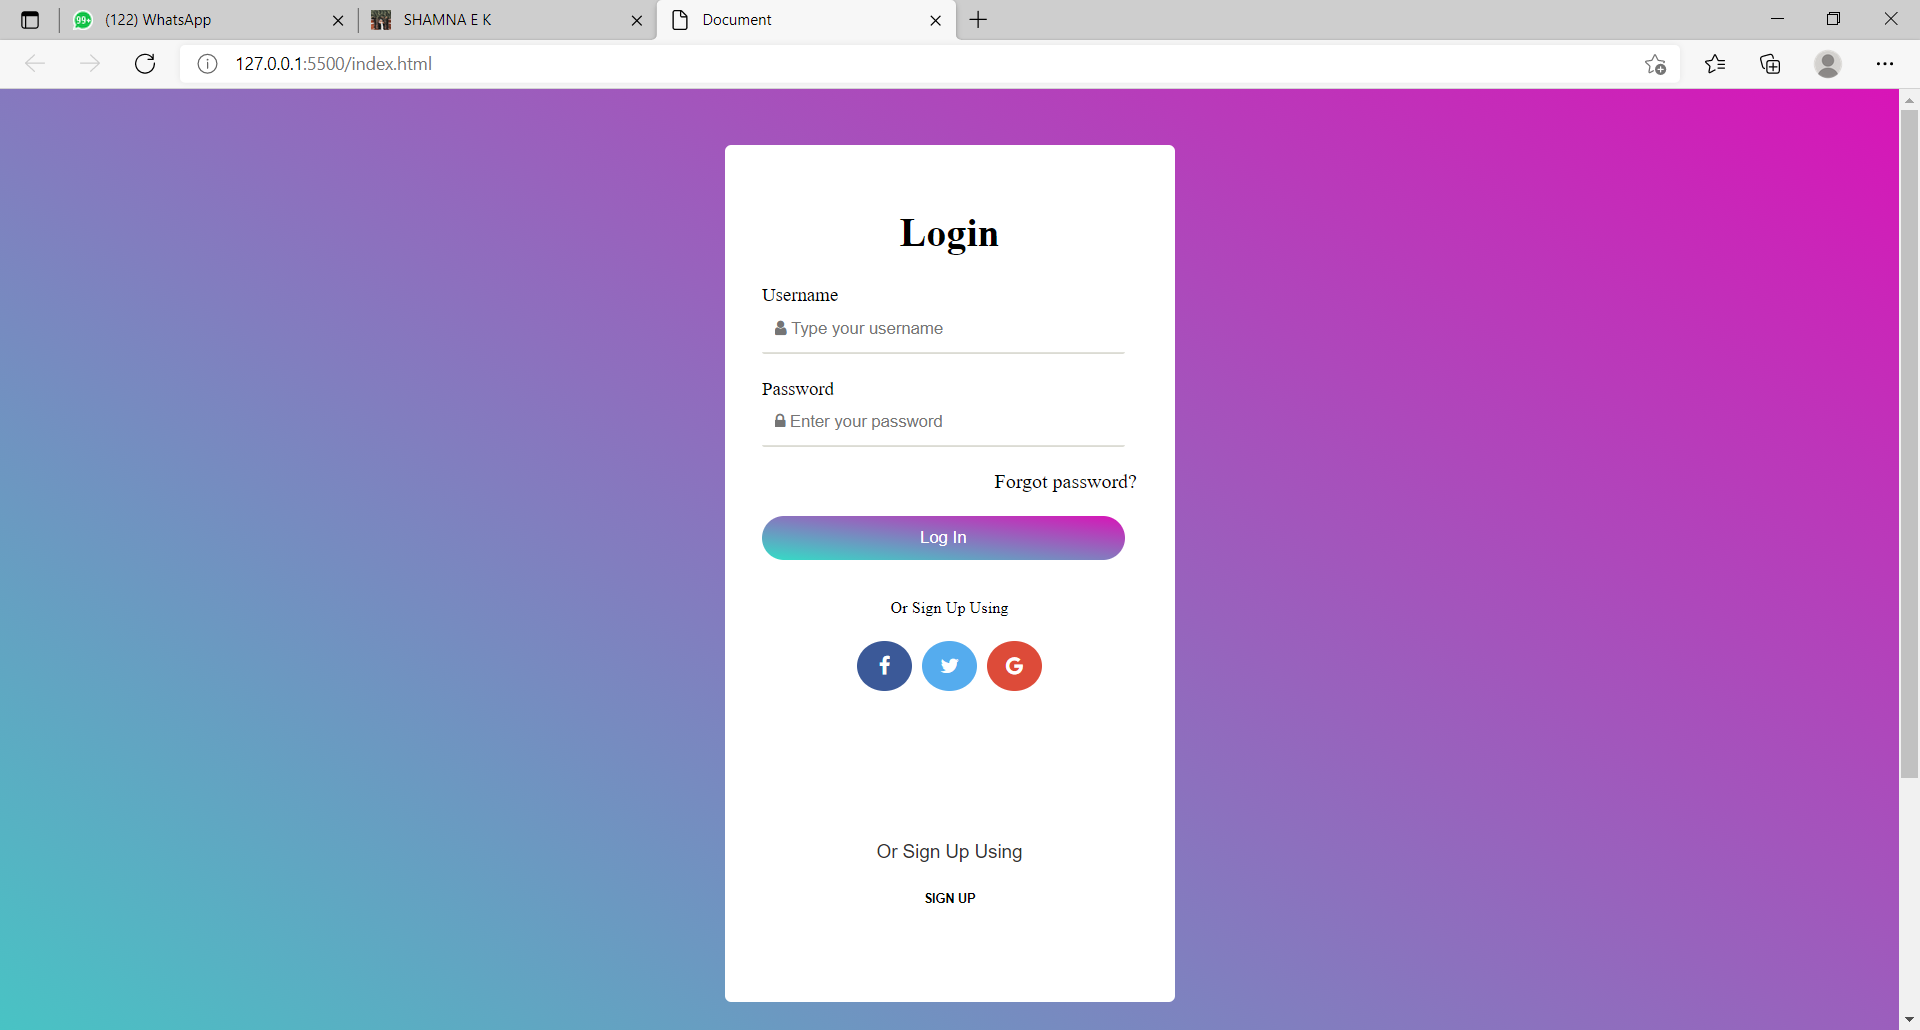 99+ (122) WhatsApp
SHAMNA E K
Document
127.0.0.1:5500/index.html
Login
Username
Type your username
Password
Enter your password
Forgot password?
Log In
Or Sign Up Using
f G
Or Sign Up Using
SIGN UP